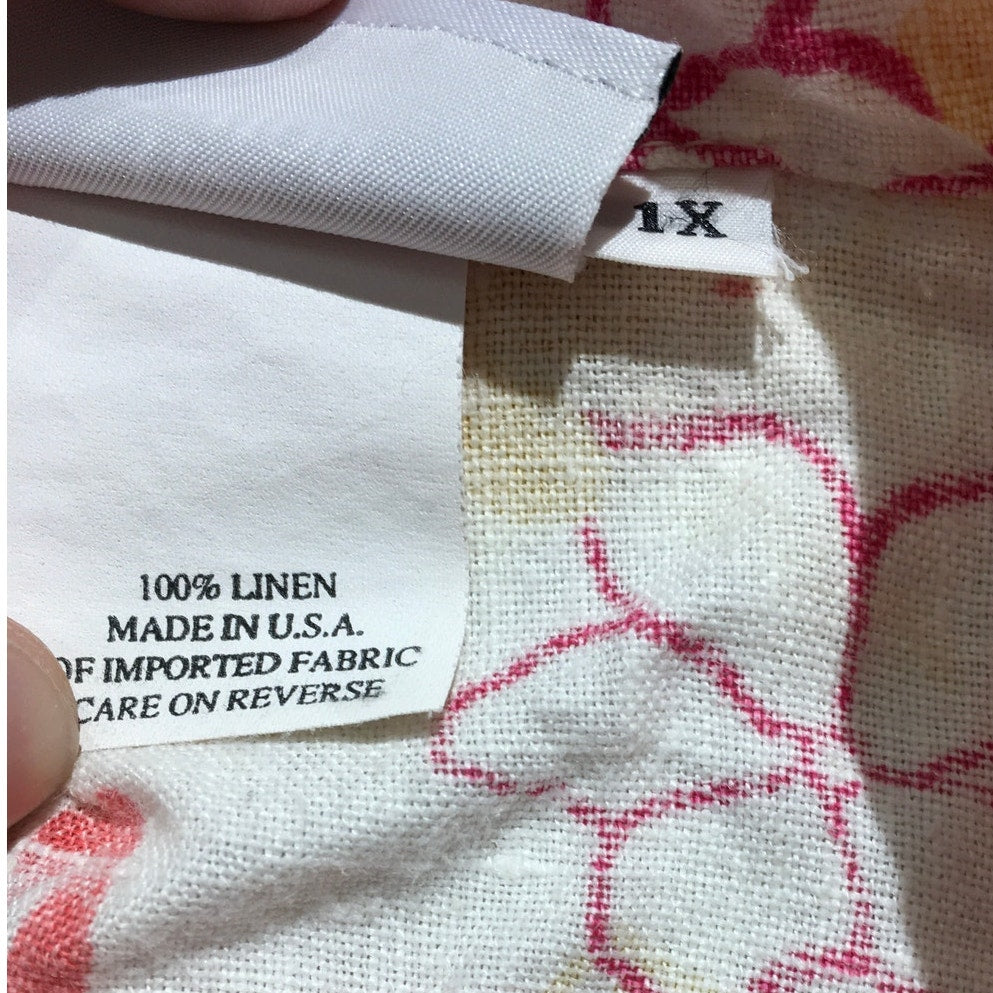 1X
100% LINEN
MADE IN U.S.A.
OF IMPORTED FABRIC
CARE ON REVERSE